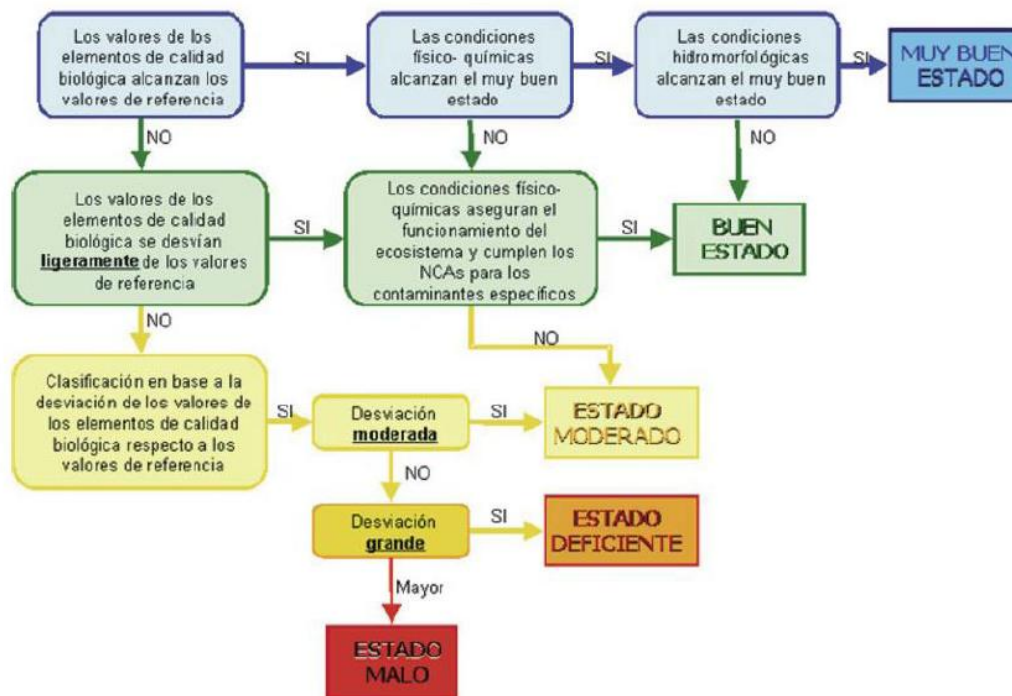 Los valores de los
elementos de calidad
biológica alcanzan los
valores de referencia
SI
Las condiciones
físico- químicas
alcanzan el muy buen
estado
SI
Las condiciones
hidromorfológicas
alcanzan el muy buen
estado
SI
MUY BUEN
ESTADO
NO
NO
NO
Los valores de los
elementos de calidad
biológica se desvían
ligeramente de los valores
de referencia
SI
Los condiciones físico-
químicas aseguran el
funcionamiento del
ecosistema y cumplen los
NCAs para los
contaminantes específicos
SI
BUEN
ESTADO
NO
NO
Clasificación en base a la
desviación de los valores de
los elementos de calidad
biológica respecto a los
valores de referencia
SI
Desviación
moderada
SI
ESTADO
MODERADO
NO
Desviación
grande
SI
ESTADO
DEFICIENTE
Mayor
ESTADO
MALO